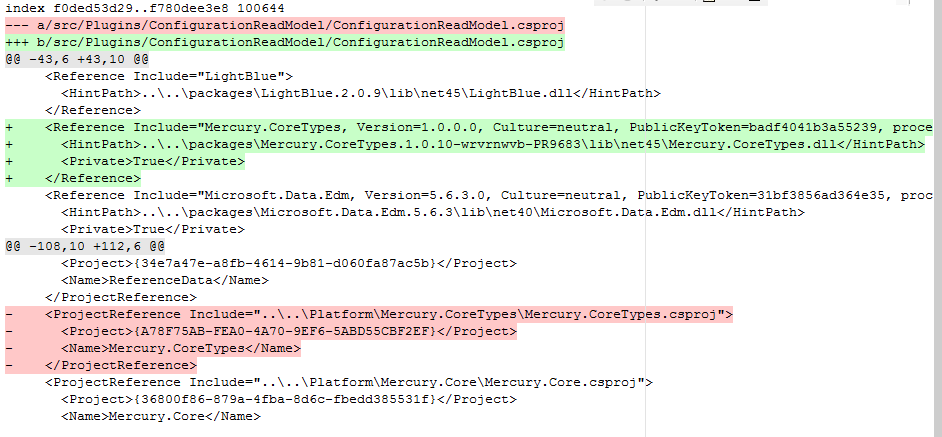 index f0ded53d29..f780dee3e8 100644
--- a/src/Plugins/ConfigurationReadModel/ConfigurationReadModel.csproj
+++ b/src/Plugins/ConfigurationReadModel/ConfigurationReadModel.csproj
@@ -43,6 +43,10 @@
     <Reference Include="LightBlue">
       <HintPath>..\..\packages\LightBlue.2.0.9\lib\net45\LightBlue.dll</HintPath>
     </Reference>
+    <Reference Include="Mercury.CoreTypes, Version=1.0.0.0, Culture=neutral, PublicKeyToken=badf4041b3a55239, proce
+      <HintPath>..\..\packages\Mercury.CoreTypes.1.0.10-wrvrnwvb-PR9683\lib\net45\Mercury.CoreTypes.dll</HintPath>
+      <Private>True</Private>
+    </Reference>
     <Reference Include="Microsoft.Data.Edm, Version=5.6.3.0, Culture=neutral, PublicKeyToken=31bf3856ad364e35, proc
       <HintPath>..\..\packages\Microsoft.Data.Edm.5.6.3\lib\net40\Microsoft.Data.Edm.dll</HintPath>
       <Private>True</Private>
@@ -108,10 +112,6 @@
       <Project>{34e7a47e-a8fb-4614-9b81-d060fa87ac5b}</Project>
       <Name>ReferenceData</Name>
     </ProjectReference>
-    <ProjectReference Include="..\..\Platform\Mercury.CoreTypes\Mercury.CoreTypes.csproj">
-      <Project>{A78F75AB-FEA0-4A70-9EF6-5ABD55CBF2EF}</Project>
-      <Name>Mercury.CoreTypes</Name>
-    </ProjectReference>
     <ProjectReference Include="..\..\Platform\Mercury.Core\Mercury.Core.csproj">
       <Project>{36800f86-879a-4fba-8d6c-fbedd385531f}</Project>
       <Name>Mercury.Core</Name>